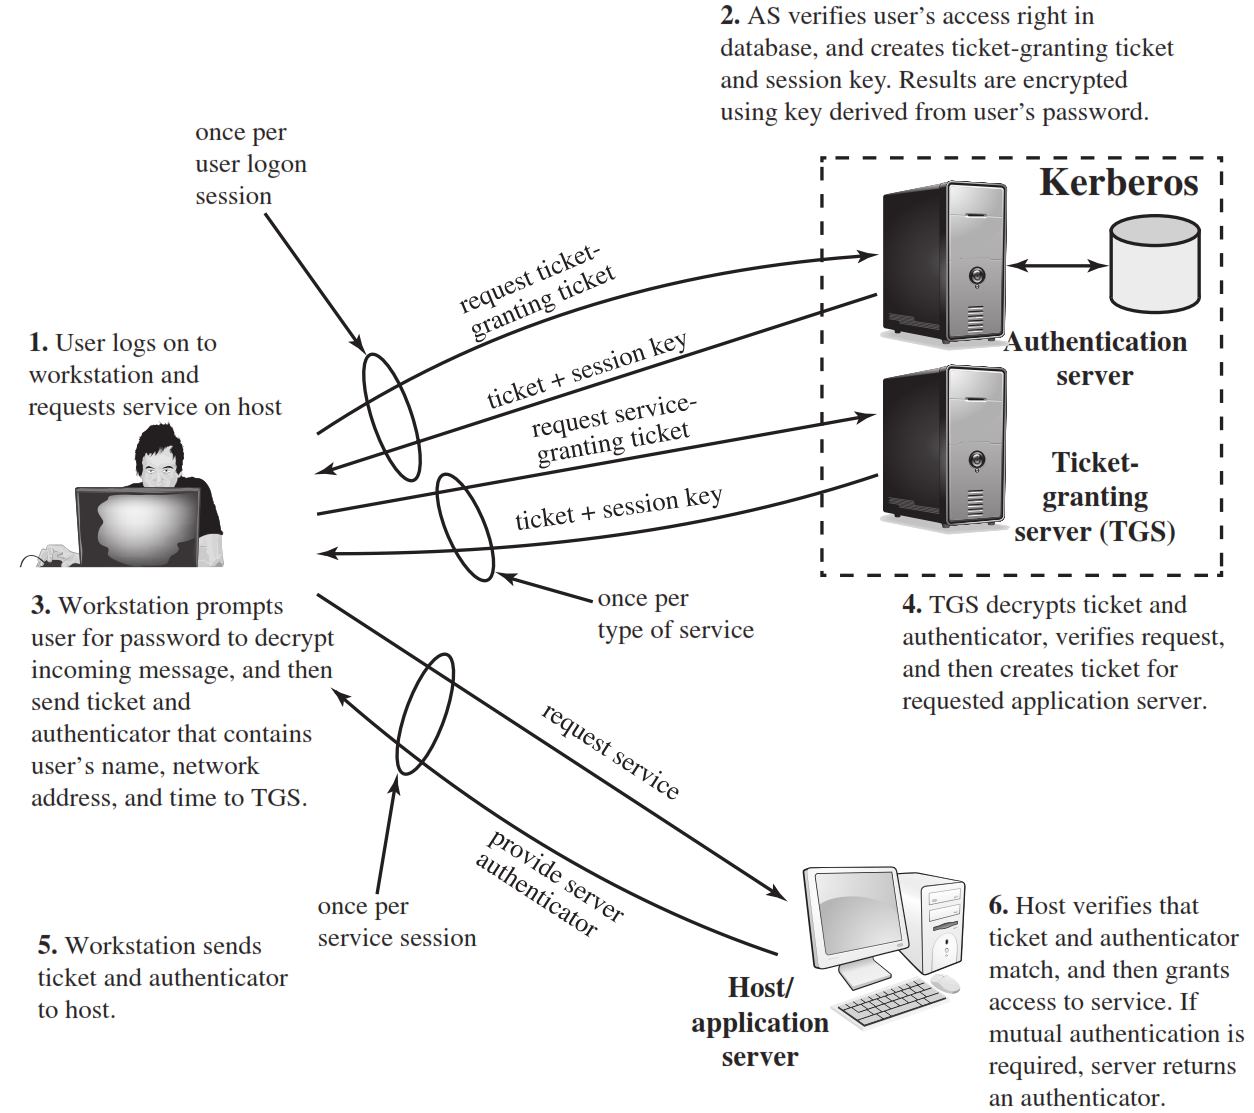 2. AS verifies user's access right in
database, and creates ticket-granting ticket
and session key. Results are encrypted
using key derived from user's password.
once per
user logon
session
Kerberos
request ticket-
granting ticket
1. User logs on to
workstation and
requests service on host
ticket + session key
Authentication
server
request service-
granting ticket
Ticket-
granting
server (TGS)
ticket + session key
once per
type of service
3. Workstation prompts
user for password to decrypt
incoming message, and then
send ticket and
authenticator that contains
user's name, network
address, and time to TGS.
4. TGS decrypts ticket and
authenticator, verifies request,
and then creates ticket for
requested application server.
request service
provide server
authenticator
once per
service session
5. Workstation sends
ticket and authenticator
to host.
Host/
application
server
6. Host verifies that
ticket and authenticator
match, and then grants
access to service. If
mutual authentication is
required, server returns
an authenticator.